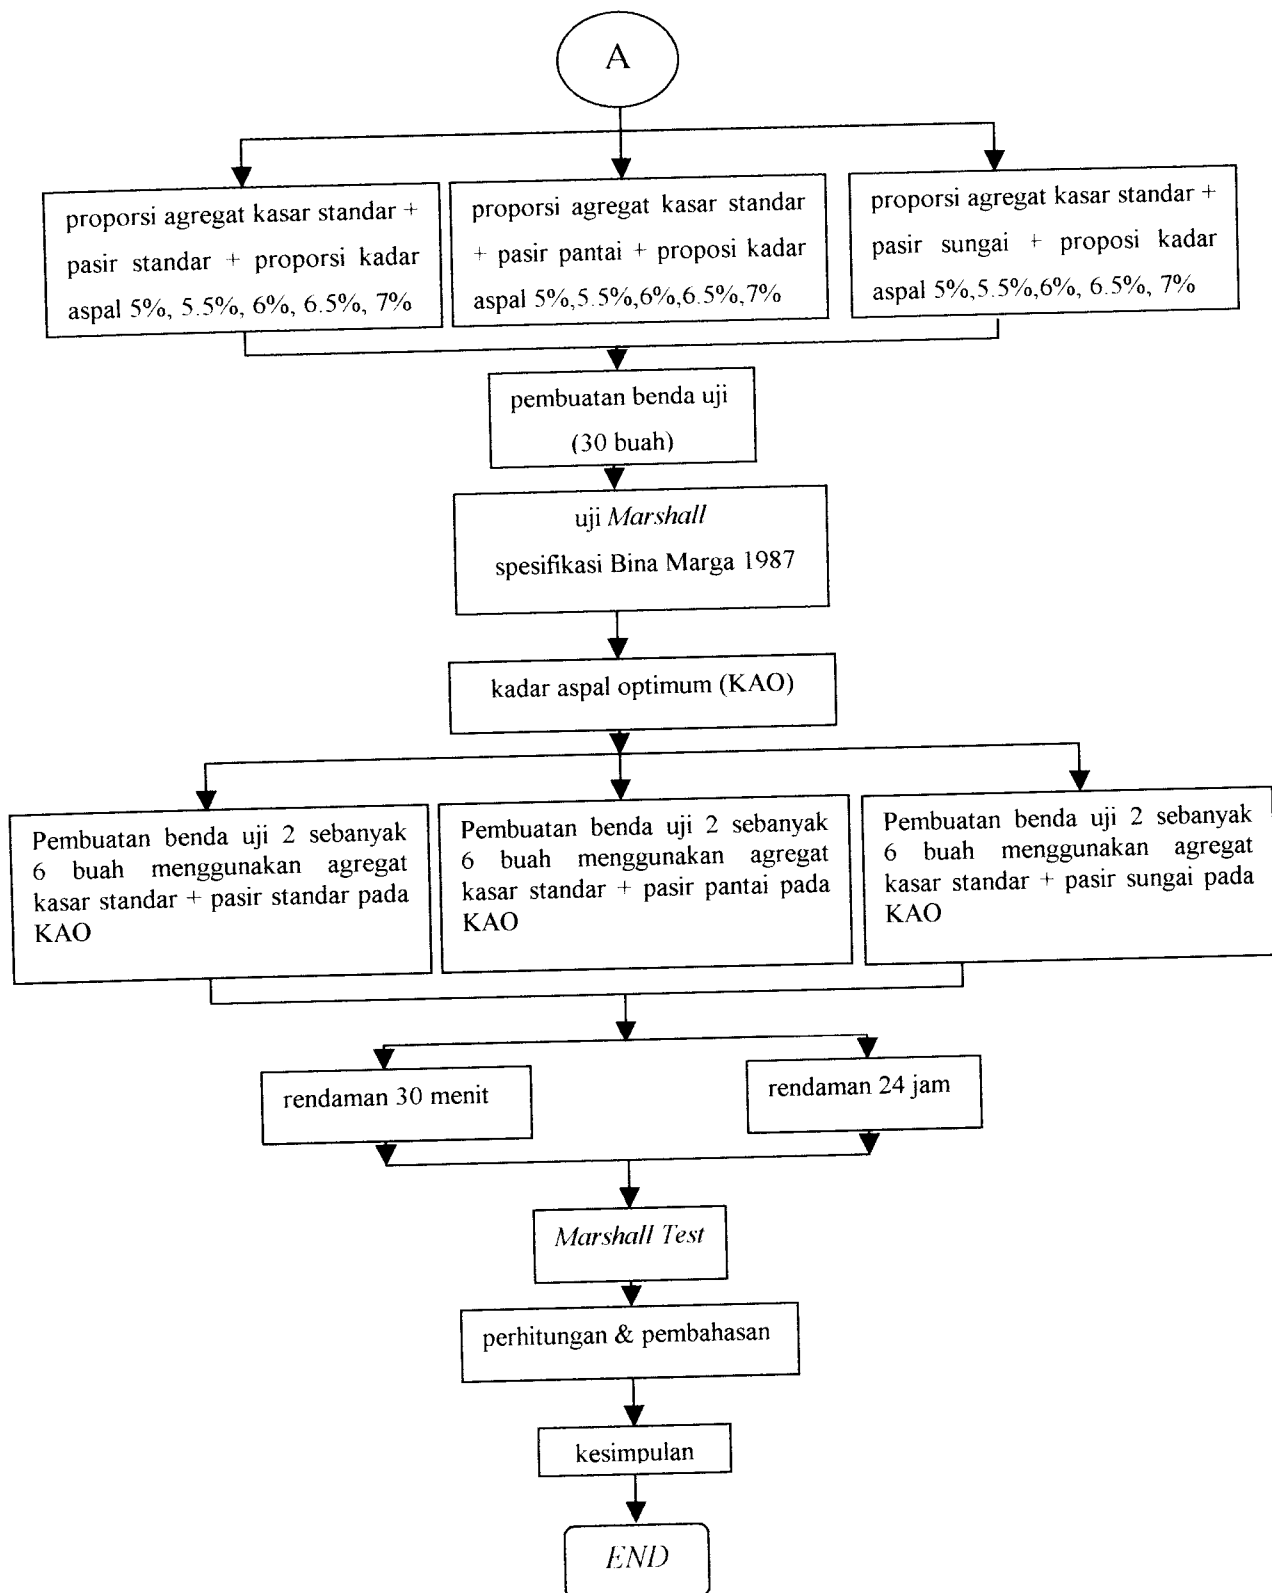 A
proporsi agregat kasar standar +
pasir standar + proporsi kadar
aspal 5%, 5.5%, 6%, 6.5%, 7%
proporsi agregat kasar standar
+ pasir pantai + proposi kadar
aspal 5%,5.5%,6%,6.5%,7%
proporsi agregat kasar standar +
pasir sungai + proposi kadar
aspal 5%,5.5%,6%, 6.5%, 7%
pembuatan benda uji
(30 buah)
uji Marshall
spesifikasi Bina Marga 1987
kadar aspal optimum (KAO)
Pembuatan benda uji 2 sebanyak
6 buah menggunakan agregat
kasar standar + pasir standar pada
KAO
Pembuatan benda uji 2 sebanyak
6 buah menggunakan agregat
kasar standar + pasir pantai pada
KAO
Pembuatan benda uji 2 sebanyak
6 buah menggunakan agregat
kasar standar + pasir sungai pada
KAO
rendaman 30 menit
rendaman 24 jam
Marshall Test
perhitungan & pembahasan
kesimpulan
END